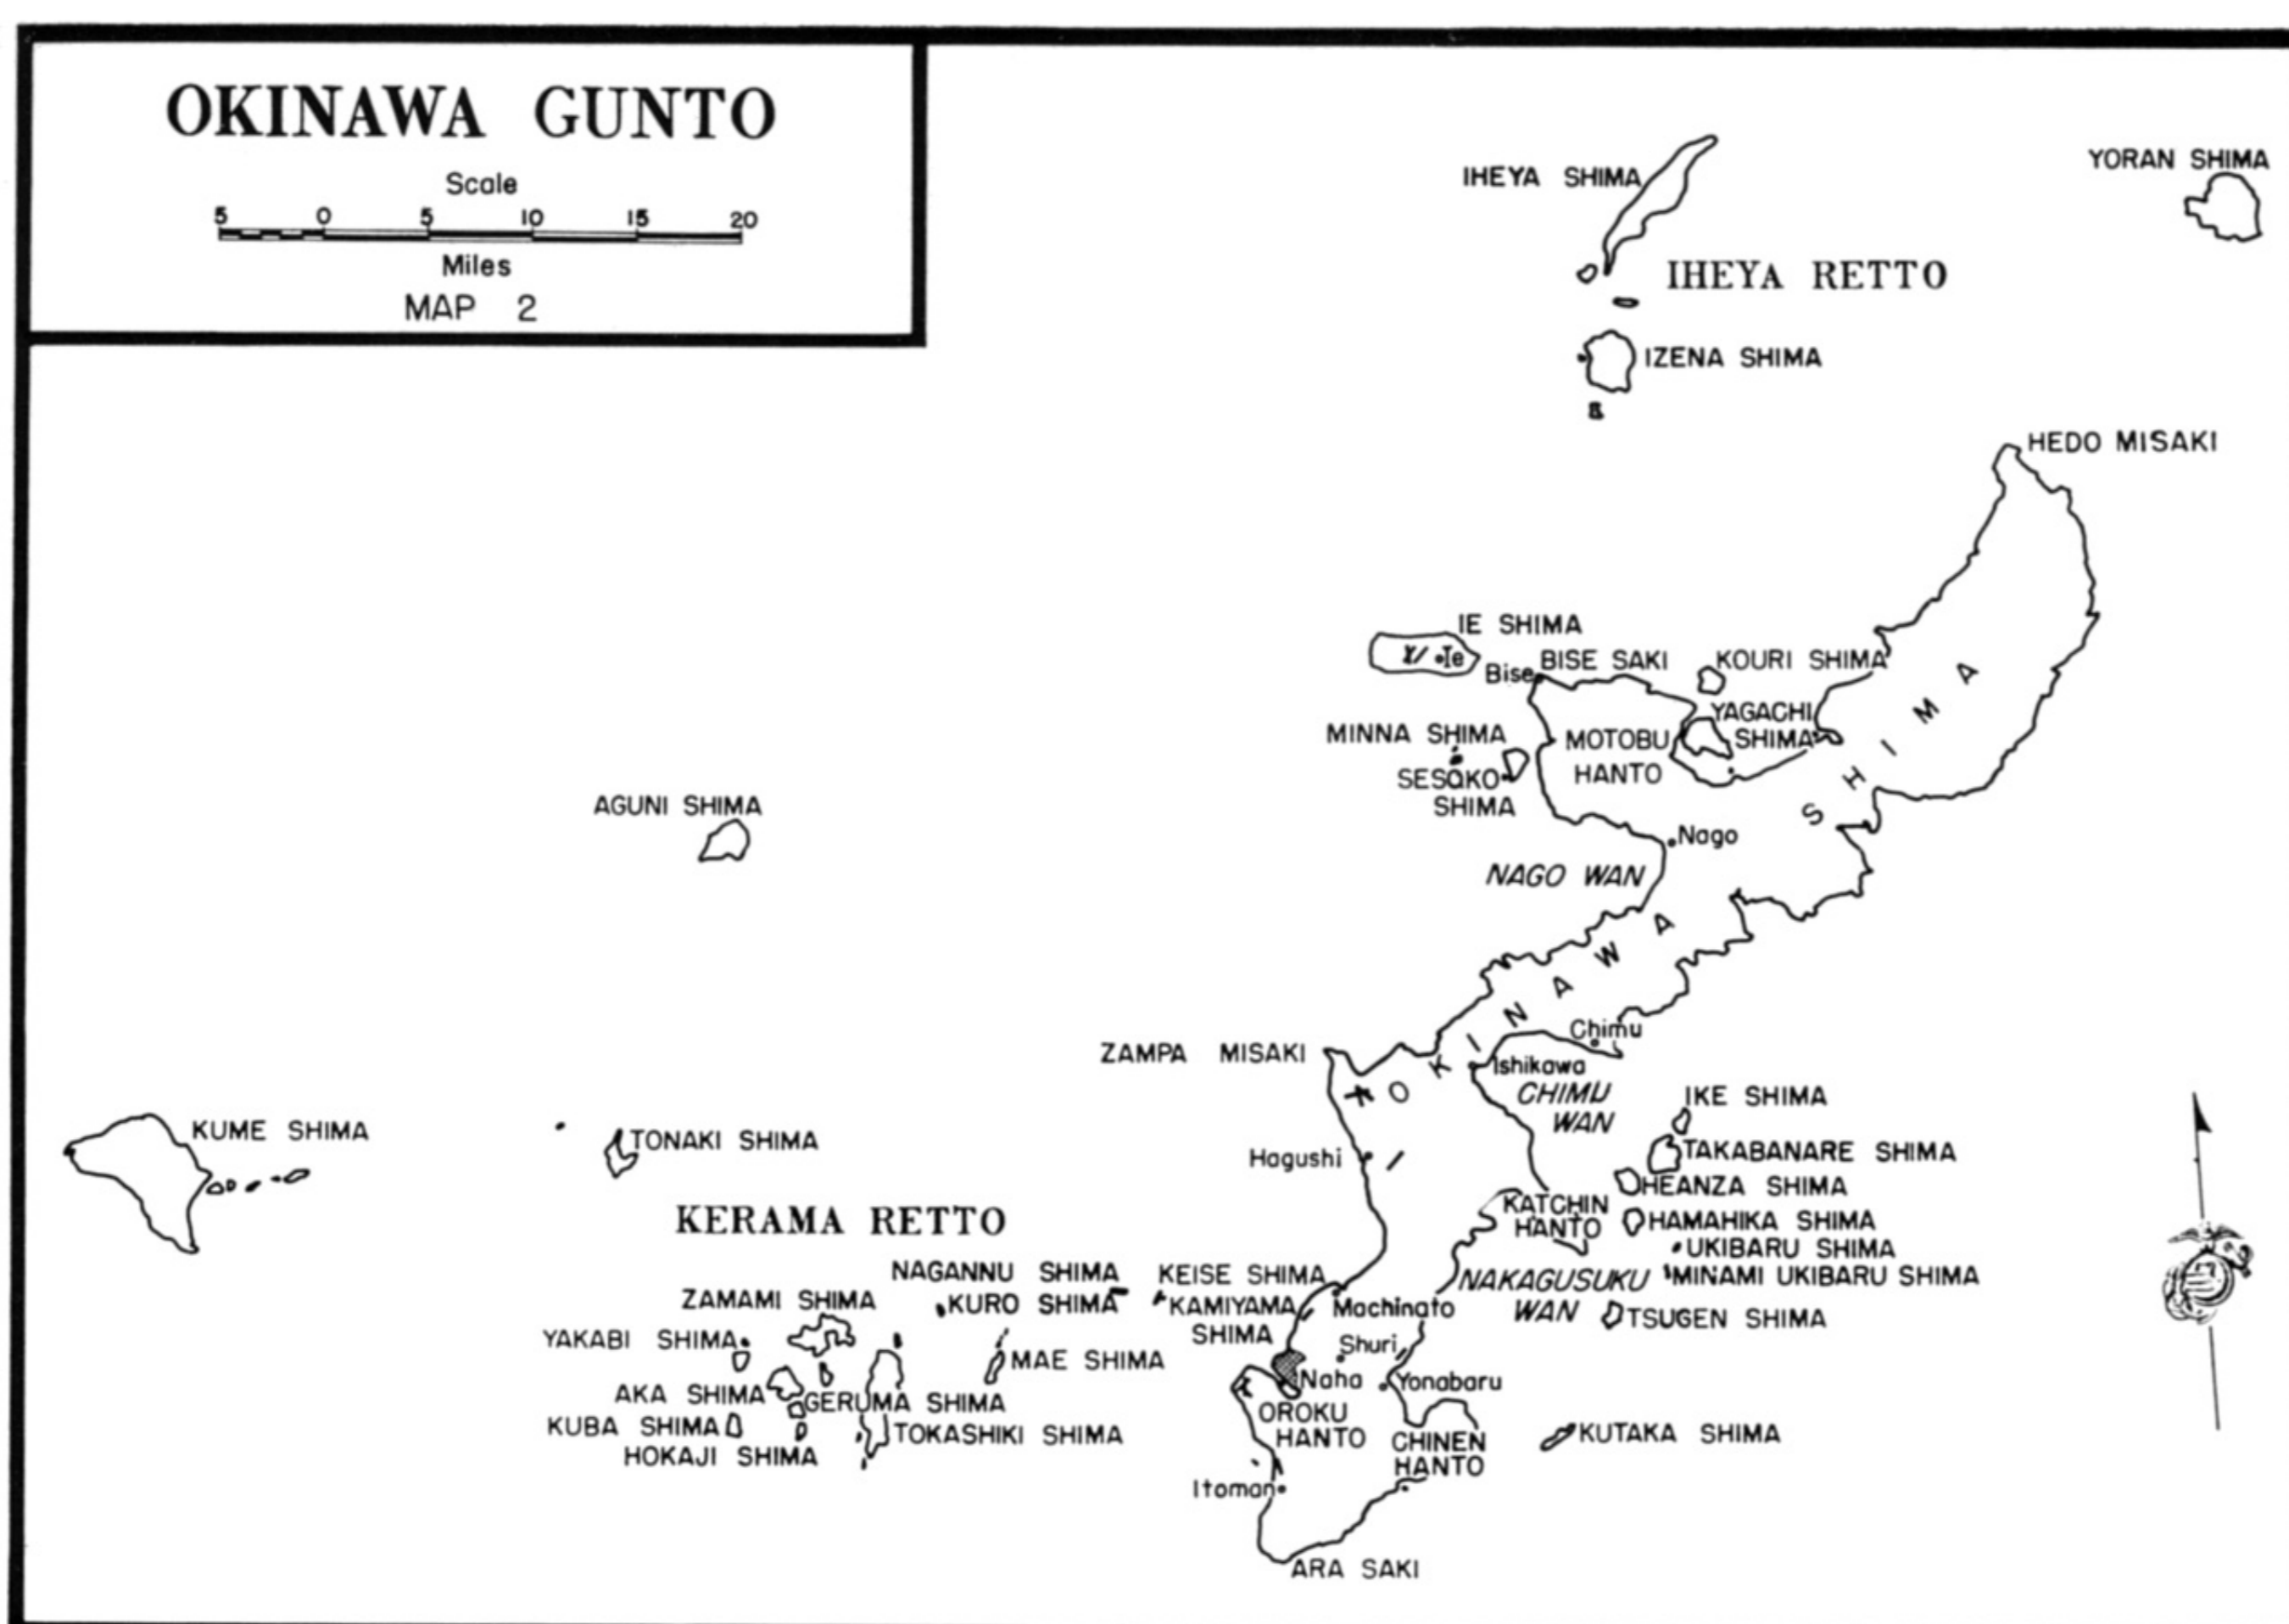 OKINAWA GUNTO
Scale
5 0 5 10 15 20
Miles
MAP 2
IHEYA SHIMA
YORAN SHIMA
IHEYA RETTO
IZENA SHIMA
HEDO MISAKI
IE SHIMA
Ie
Bise
BISE SAKI
KOURI SHIMA
YAGACHI
SHIMA
MINNA SHIMA
MOTOBU
HANTO
SESOKO
SHIMA
AGUNI SHIMA
Nago
NAGO WAN
OKINAWA SHIMA
Chimu
ZAMPA MISAKI
Ishikawa
CHIMU
WAN
IKE SHIMA
KUME SHIMA
TONAKI SHIMA
Hagushi
TAKABANARE SHIMA
HEANZA SHIMA
KERAMA RETTO
KATCHIN
HANTO
HAMAHIKA SHIMA
UKIBARU SHIMA
NAGANNU SHIMA
KEISE SHIMA
NAKAGUSUKU
WAN
MINAMI UKIBARU SHIMA
ZAMAMI SHIMA
KURO SHIMA
KAMIYAMA
SHIMA
Machinato
TSUGEN SHIMA
YAKABI SHIMA
Shuri
MAE SHIMA
AKA SHIMA
GERUMA SHIMA
Naha
Yonabaru
KUBA SHIMA
TOKASHIKI SHIMA
OROKU
HANTO
CHINEN
HANTO
KUTAKA SHIMA
HOKAJI SHIMA
Itoman
ARA SAKI